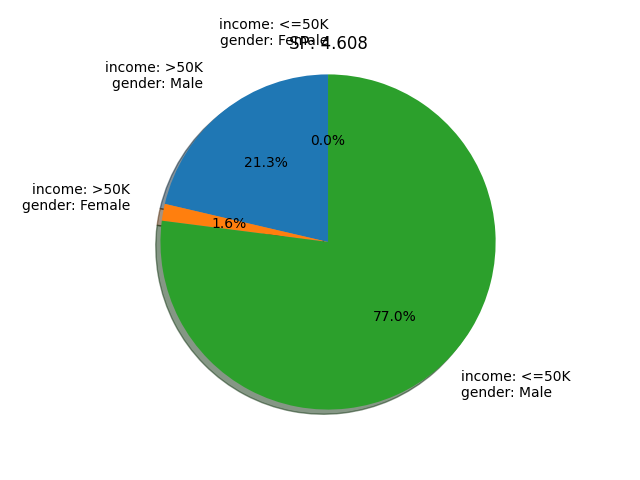 income: <=50K
gender: Female
SP: 4.608
income: >50K
gender: Male
0.0%
21.3%
income: >50K
gender: Female
1.6%
77.0%
income: <=50K
gender: Male